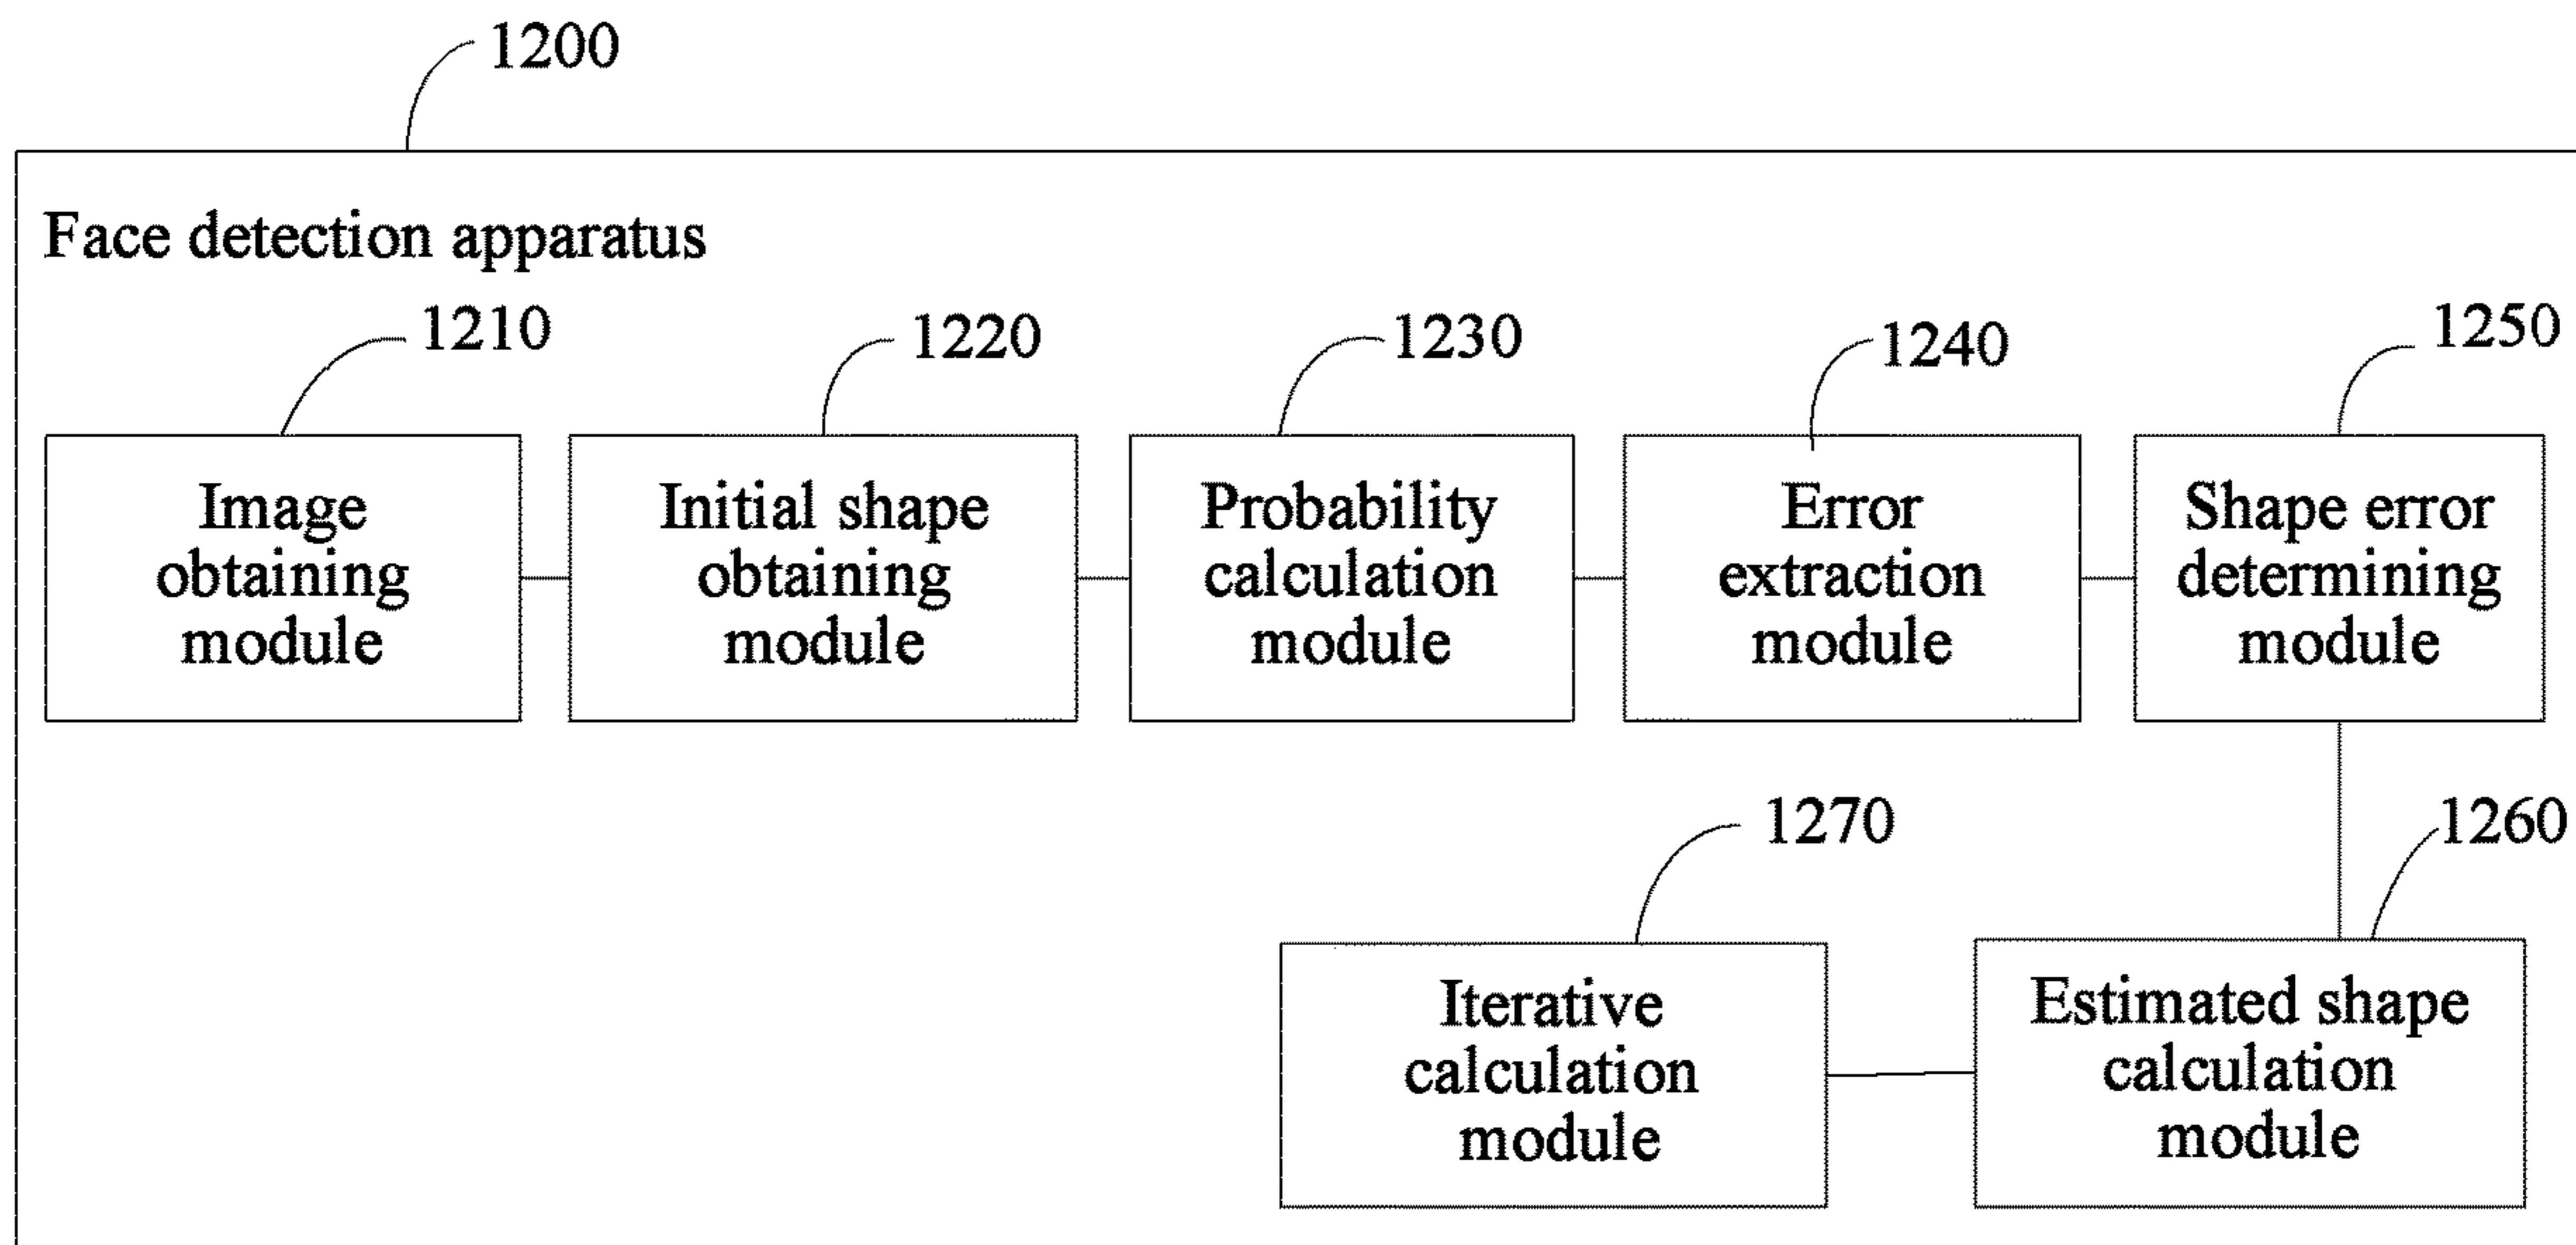 1200
Face detection apparatus
1210
1220
1230
1240
1250
Image
obtaining
module
Initial shape
obtaining
module
Probability
calculation
module
Error
extraction
module
Shape error
determining
module
1270
1260
Iterative
calculation
module
Estimated shape
calculation
module